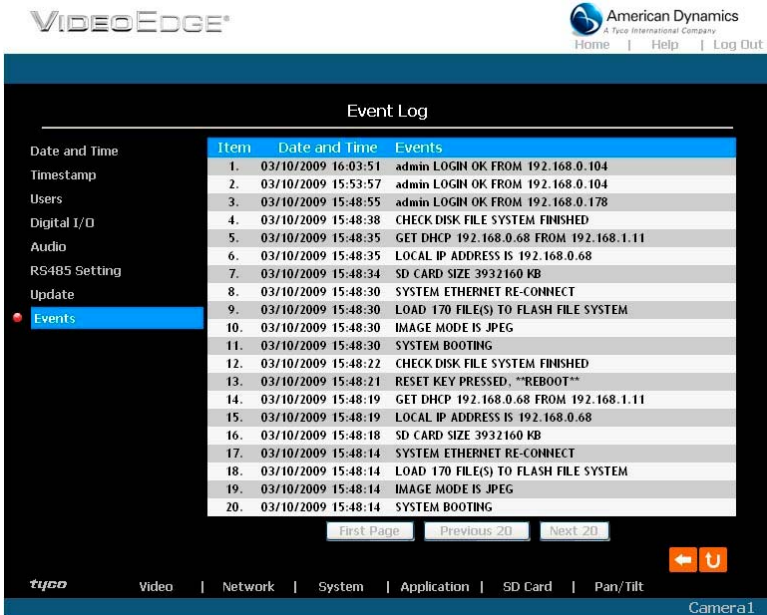 VIDEOEDGE®
American Dynamics
A Tyco International Company
Home | Help | Log Out
Event Log
Date and Time
Timestamp
Users
Digital I/O
Audio
RS485 Setting
Update
Events
Item Date and Time Events
1. 03/10/2009 16:03:51 admin LOGIN OK FROM 192.168.0.104
2. 03/10/2009 15:53:57 admin LOGIN OK FROM 192.168.0.104
3. 03/10/2009 15:48:55 admin LOGIN OK FROM 192.168.0.178
4. 03/10/2009 15:48:38 CHECK DISK FILE SYSTEM FINISHED
5. 03/10/2009 15:48:35 GET DHCP 192.168.0.68 FROM 192.168.1.11
6. 03/10/2009 15:48:35 LOCAL IP ADDRESS IS 192.168.0.68
7. 03/10/2009 15:48:34 SD CARD SIZE 3932160 KB
8. 03/10/2009 15:48:30 SYSTEM ETHERNET RE-CONNECT
9. 03/10/2009 15:48:30 LOAD 170 FILE(S) TO FLASH FILE SYSTEM
10. 03/10/2009 15:48:30 IMAGE MODE IS JPEG
11. 03/10/2009 15:48:30 SYSTEM BOOTING
12. 03/10/2009 15:48:22 CHECK DISK FILE SYSTEM FINISHED
13. 03/10/2009 15:48:21 RESET KEY PRESSED, **REBOOT**
14. 03/10/2009 15:48:19 GET DHCP 192.168.0.68 FROM 192.168.1.11
15. 03/10/2009 15:48:19 LOCAL IP ADDRESS IS 192.168.0.68
16. 03/10/2009 15:48:18 SD CARD SIZE 3932160 KB
17. 03/10/2009 15:48:14 SYSTEM ETHERNET RE-CONNECT
18. 03/10/2009 15:48:14 LOAD 170 FILE(S) TO FLASH FILE SYSTEM
19. 03/10/2009 15:48:14 IMAGE MODE IS JPEG
20. 03/10/2009 15:48:14 SYSTEM BOOTING
First Page Previous 20 Next 20
tyco Video | Network | System | Application | SD Card | Pan/Tilt
Camera1